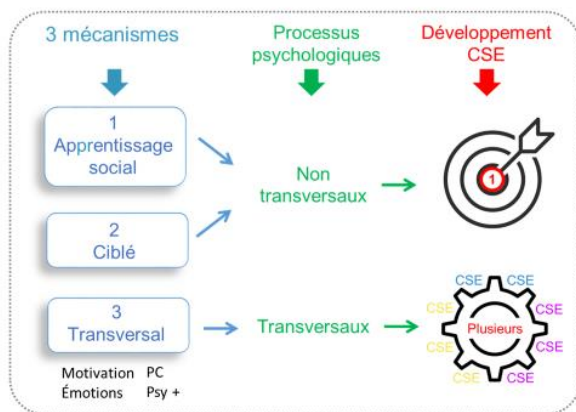 3 mécanismes
Processus
psychologiques
Développement
CSE
1
Apprentissage
social
2
Ciblé
Non
transversaux
1
3
Transversal
Transversaux
CSE CSE
CSE CSE
Plusieurs
CSE CSE
CSE CSE
Motivation PC
Émotions Psy +